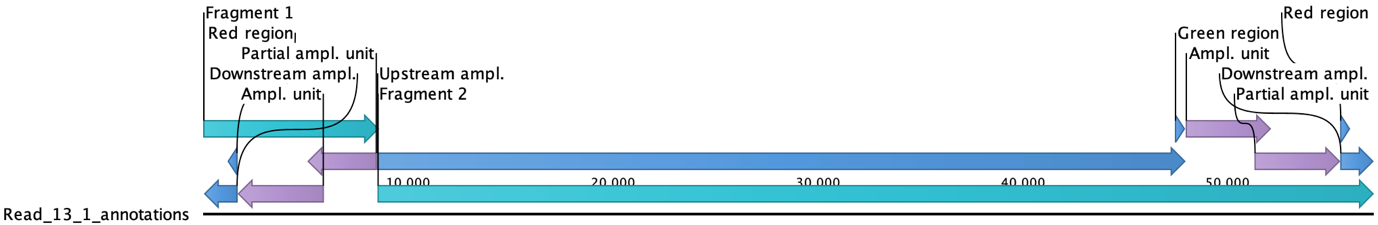 Fragment 1 Red region
Red region Green region
Partial ampl. unit Ampl. unit
Downstream ampl. Upstream ampl. Downstream ampl.
Ampl. unit Fragment 2 Partial ampl. unit
10 000 20 000 30 000 40 000 50 000
Read_13_1_annotations